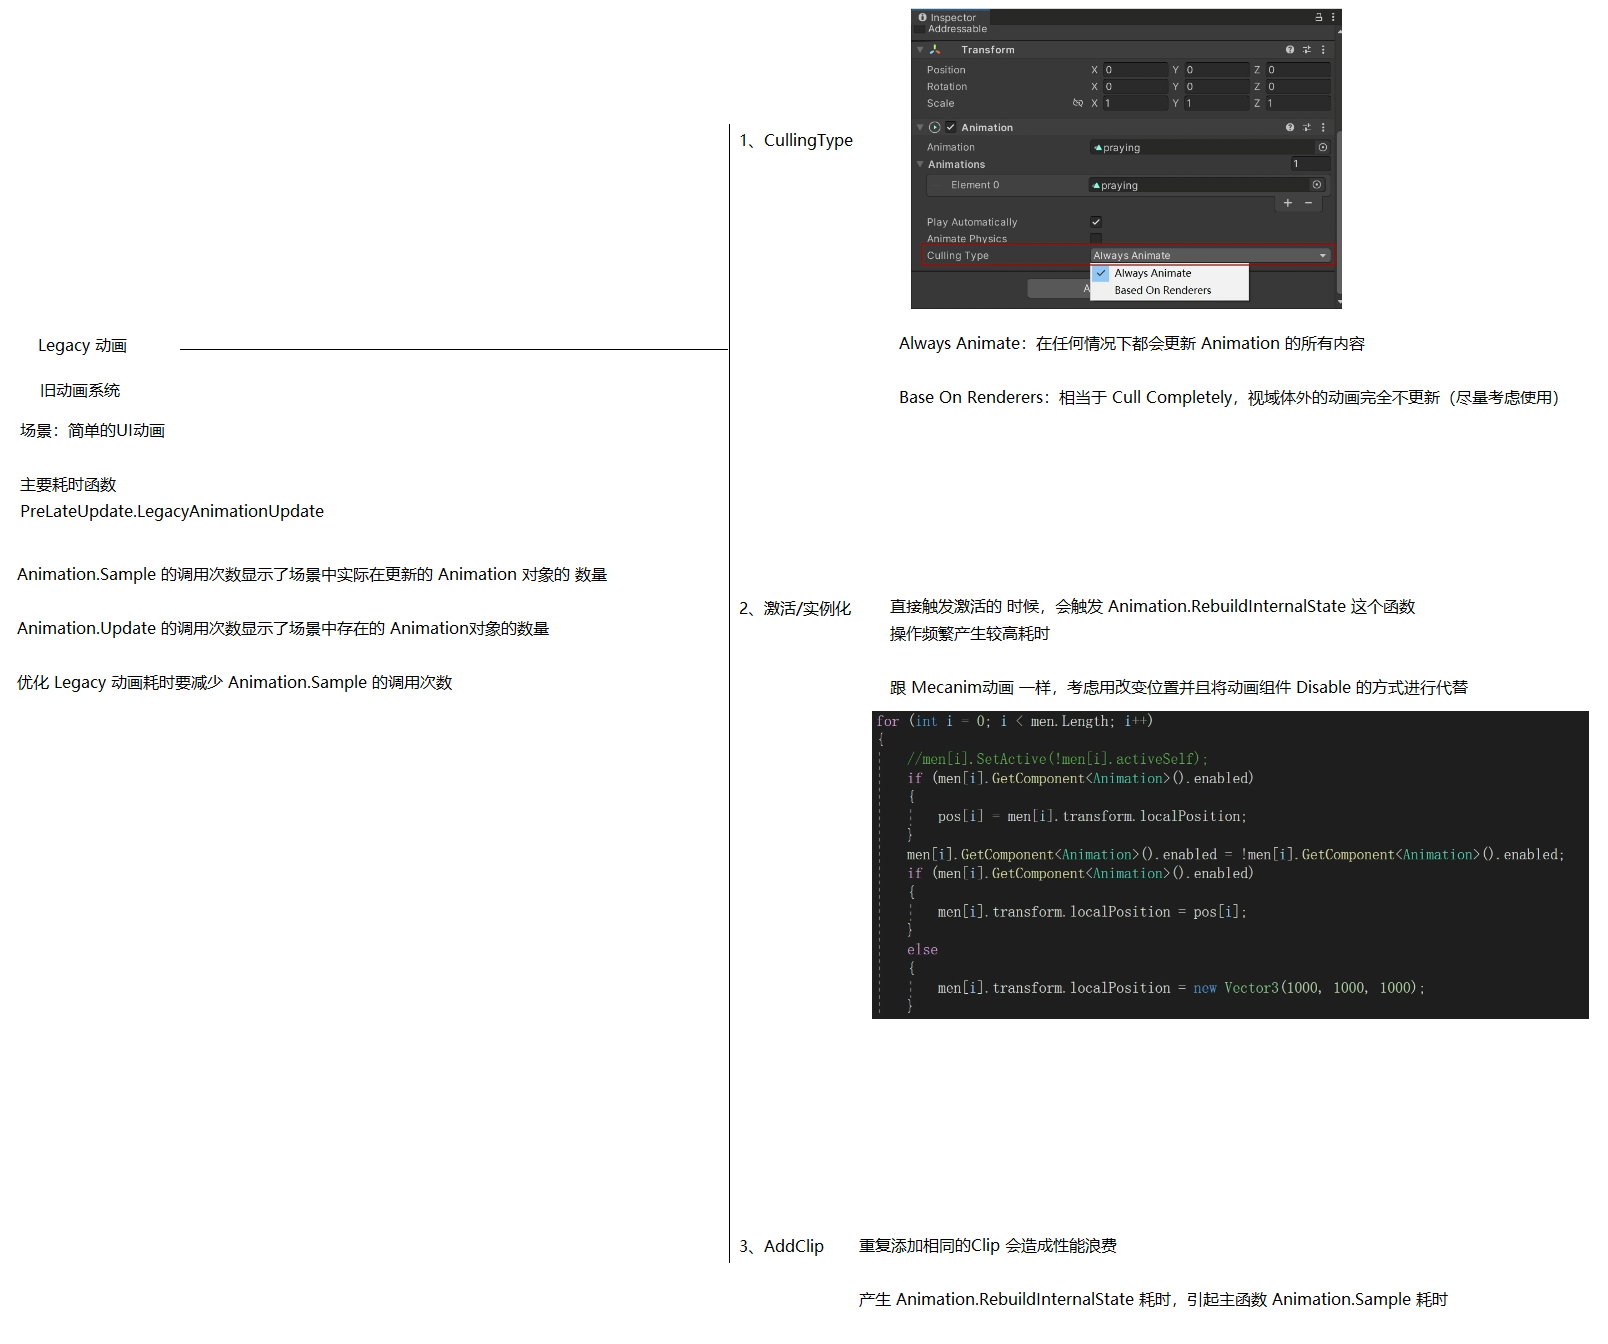 Legacy 动画
旧动画系统
场景：简单的UI动画
主要耗时函数
PreLateUpdate.LegacyAnimationUpdate
Animation.Sample 的调用次数显示了场景中实际在更新的 Animation 对象的 数量
Animation.Update 的调用次数显示了场景中存在的 Animation对象的数量
优化 Legacy 动画耗时要减少 Animation.Sample 的调用次数
1、CullingType
Inspector
Addressable
Transform
Position X 0 Y 0 Z 0
Rotation X 0 Y 0 Z 0
Scale X 1 Y 1 Z 1
Animation
Animation praying
Animations 1
Element 0 praying
+ −
Play Automatically
Animate Physics
Culling Type Always Animate
Always Animate
Based On Renderers
A
Always Animate：在任何情况下都会更新 Animation 的所有内容
Base On Renderers：相当于 Cull Completely，视域体外的动画完全不更新（尽量考虑使用）
2、激活/实例化
直接触发激活的 时候，会触发 Animation.RebuildInternalState 这个函数
操作频繁产生较高耗时
跟 Mecanim动画 一样，考虑用改变位置并且将动画组件 Disable 的方式进行代替
for (int i = 0; i < men.Length; i++)
{
//men[i].SetActive(!men[i].activeSelf);
if (men[i].GetComponent<Animation>().enabled)
{
pos[i] = men[i].transform.localPosition;
}
men[i].GetComponent<Animation>().enabled = !men[i].GetComponent<Animation>().enabled;
if (men[i].GetComponent<Animation>().enabled)
{
men[i].transform.localPosition = pos[i];
}
else
{
men[i].transform.localPosition = new Vector3(1000, 1000, 1000);
}
3、AddClip
重复添加相同的Clip 会造成性能浪费
产生 Animation.RebuildInternalState 耗时，引起主函数 Animation.Sample 耗时